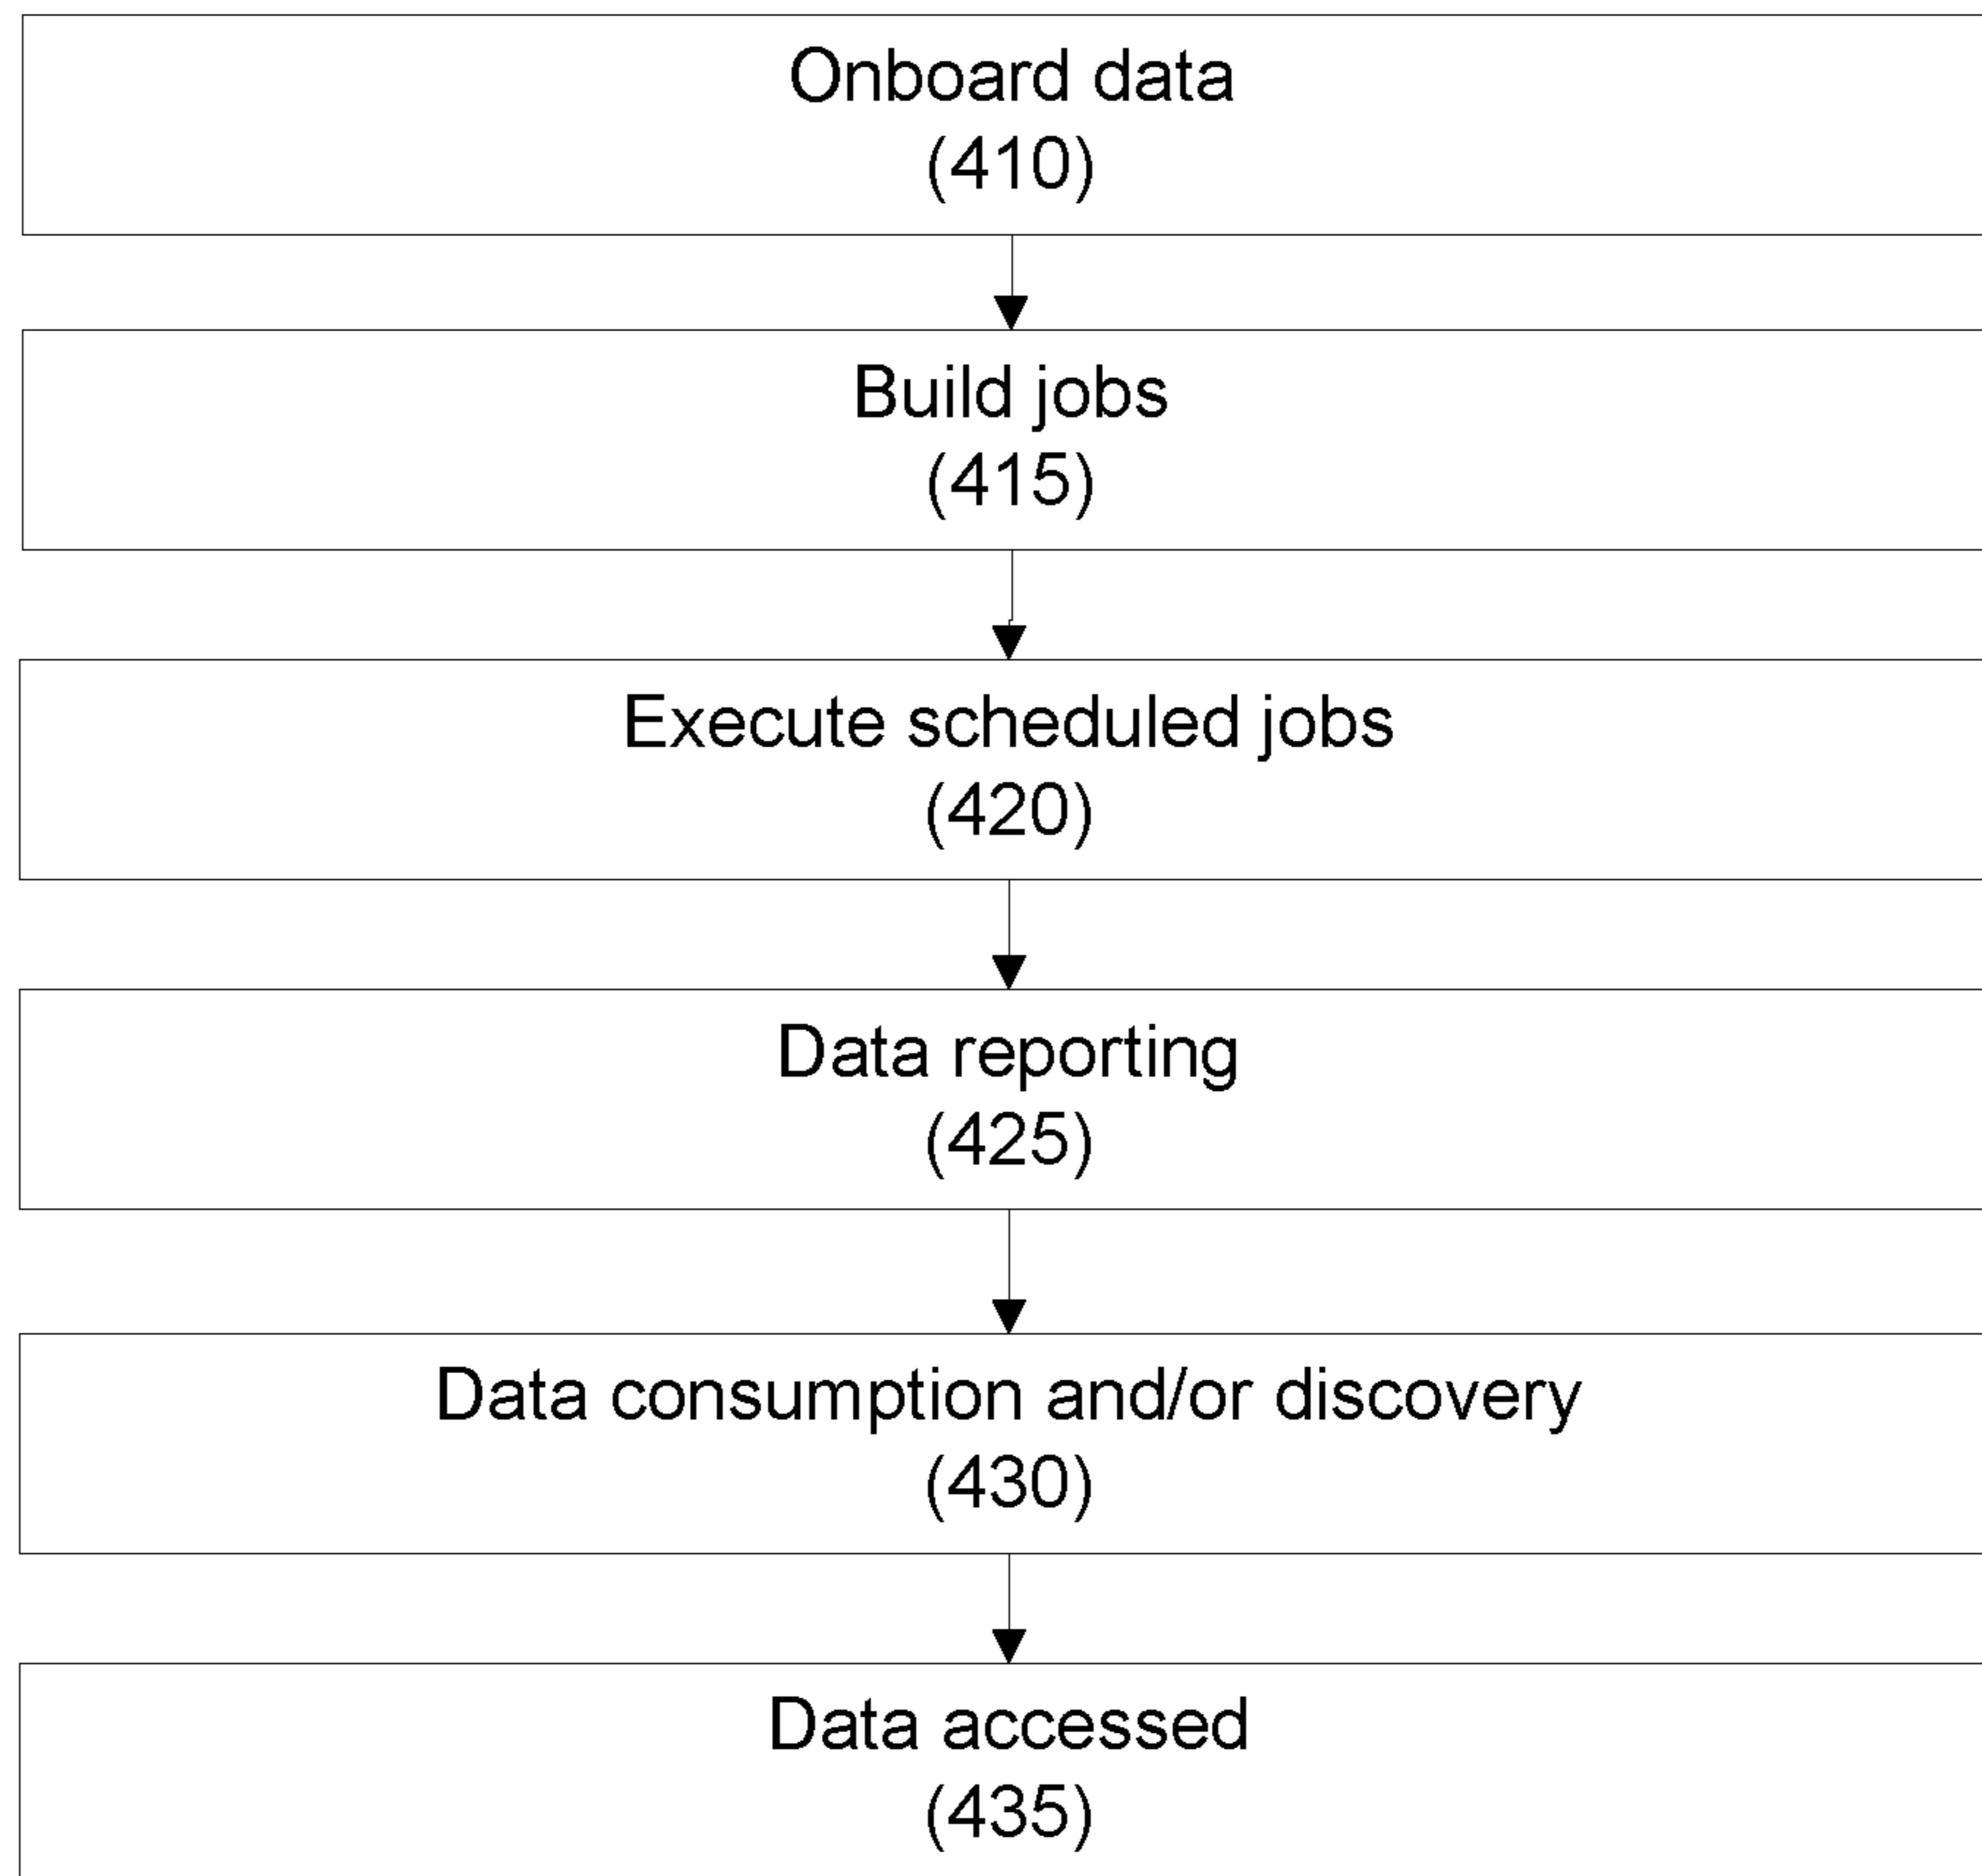 Onboard data
(410)
Build jobs
(415)
Execute scheduled jobs
(420)
Data reporting
(425)
Data consumption and/or discovery
(430)
Data accessed
(435)